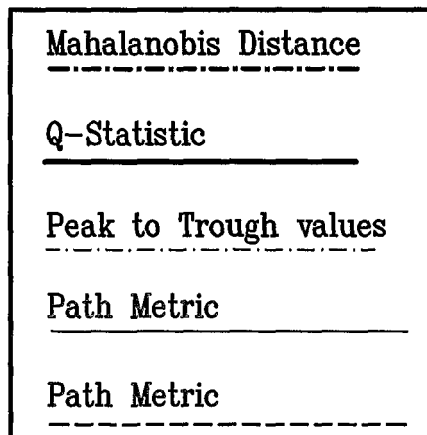 Mahalanobis Distance
Q-Statistic
Peak to Trough values
Path Metric
Path Metric